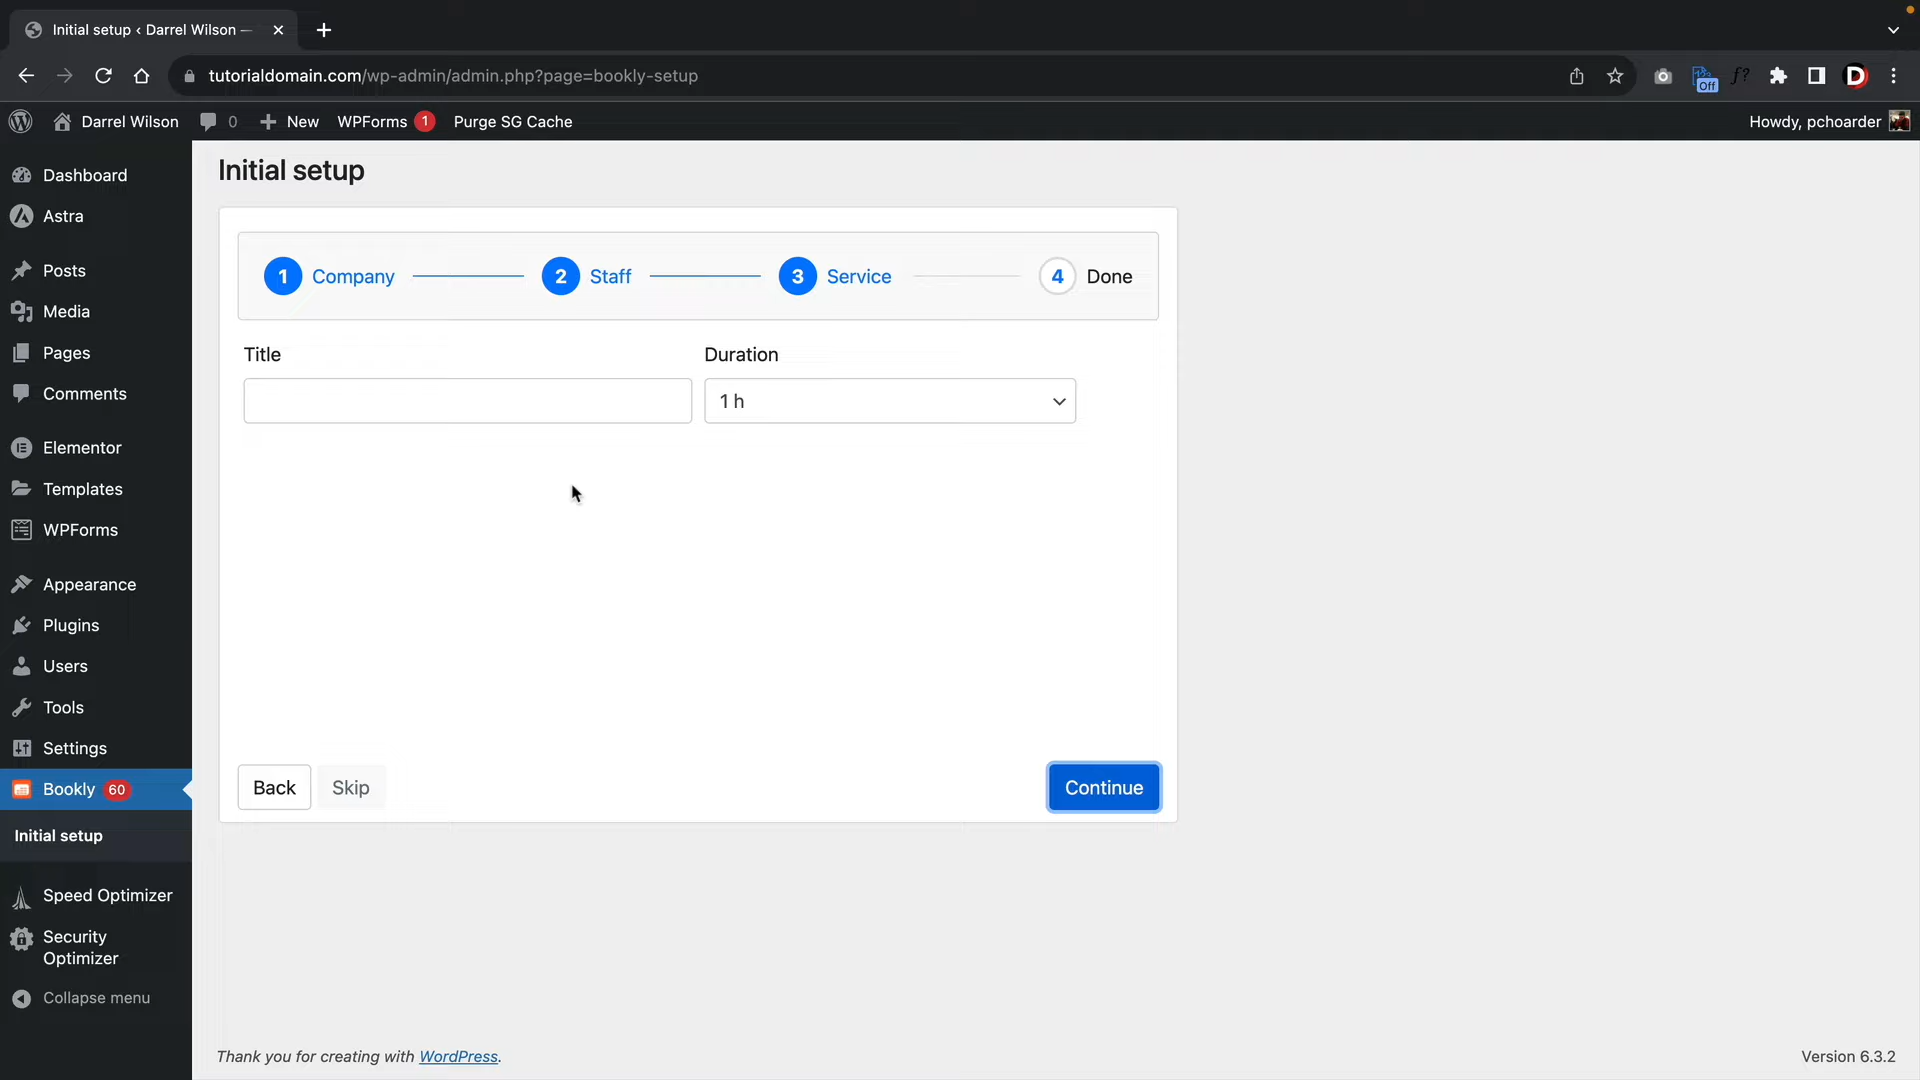 Initial setup ‹ Darrel Wilson —
tutorialdomain.com/wp-admin/admin.php?page=bookly-setup
f?
Off
D
Darrel Wilson
0
New
WPForms 1
Purge SG Cache
Howdy, pchoarder
Dashboard
Astra
Posts
Media
Pages
Comments
Elementor
Templates
WPForms
Appearance
Plugins
Users
Tools
Settings
Bookly 60
Initial setup
Speed Optimizer
Security
Optimizer
Collapse menu
Initial setup
1 Company
2 Staff
3 Service
4 Done
Title
Duration
1 h
Back
Skip
Continue
Thank you for creating with WordPress.
Version 6.3.2